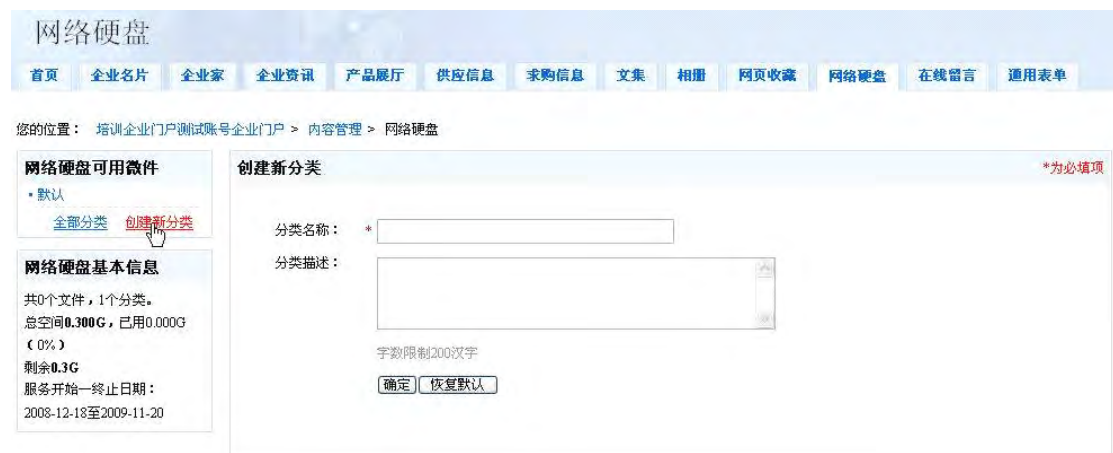 网络硬盘
首页 企业名片 企业家 企业资讯 产品展厅 供应信息 求购信息 文集 相册 网页收藏 网络硬盘 在线留言 通用表单
您的位置： 培训企业门户测试账号企业门户 > 内容管理 > 网络硬盘
网络硬盘可用微件
• 默认
全部分类 创建新分类
网络硬盘基本信息
共0个文件，1个分类。
总空间0.300G，已用0.000G
（0%）
剩余0.3G
服务开始—终止日期：
2008-12-18至2009-11-20
创建新分类 *为必填项
分类名称： *
分类描述：
字数限制200汉字
确定 恢复默认